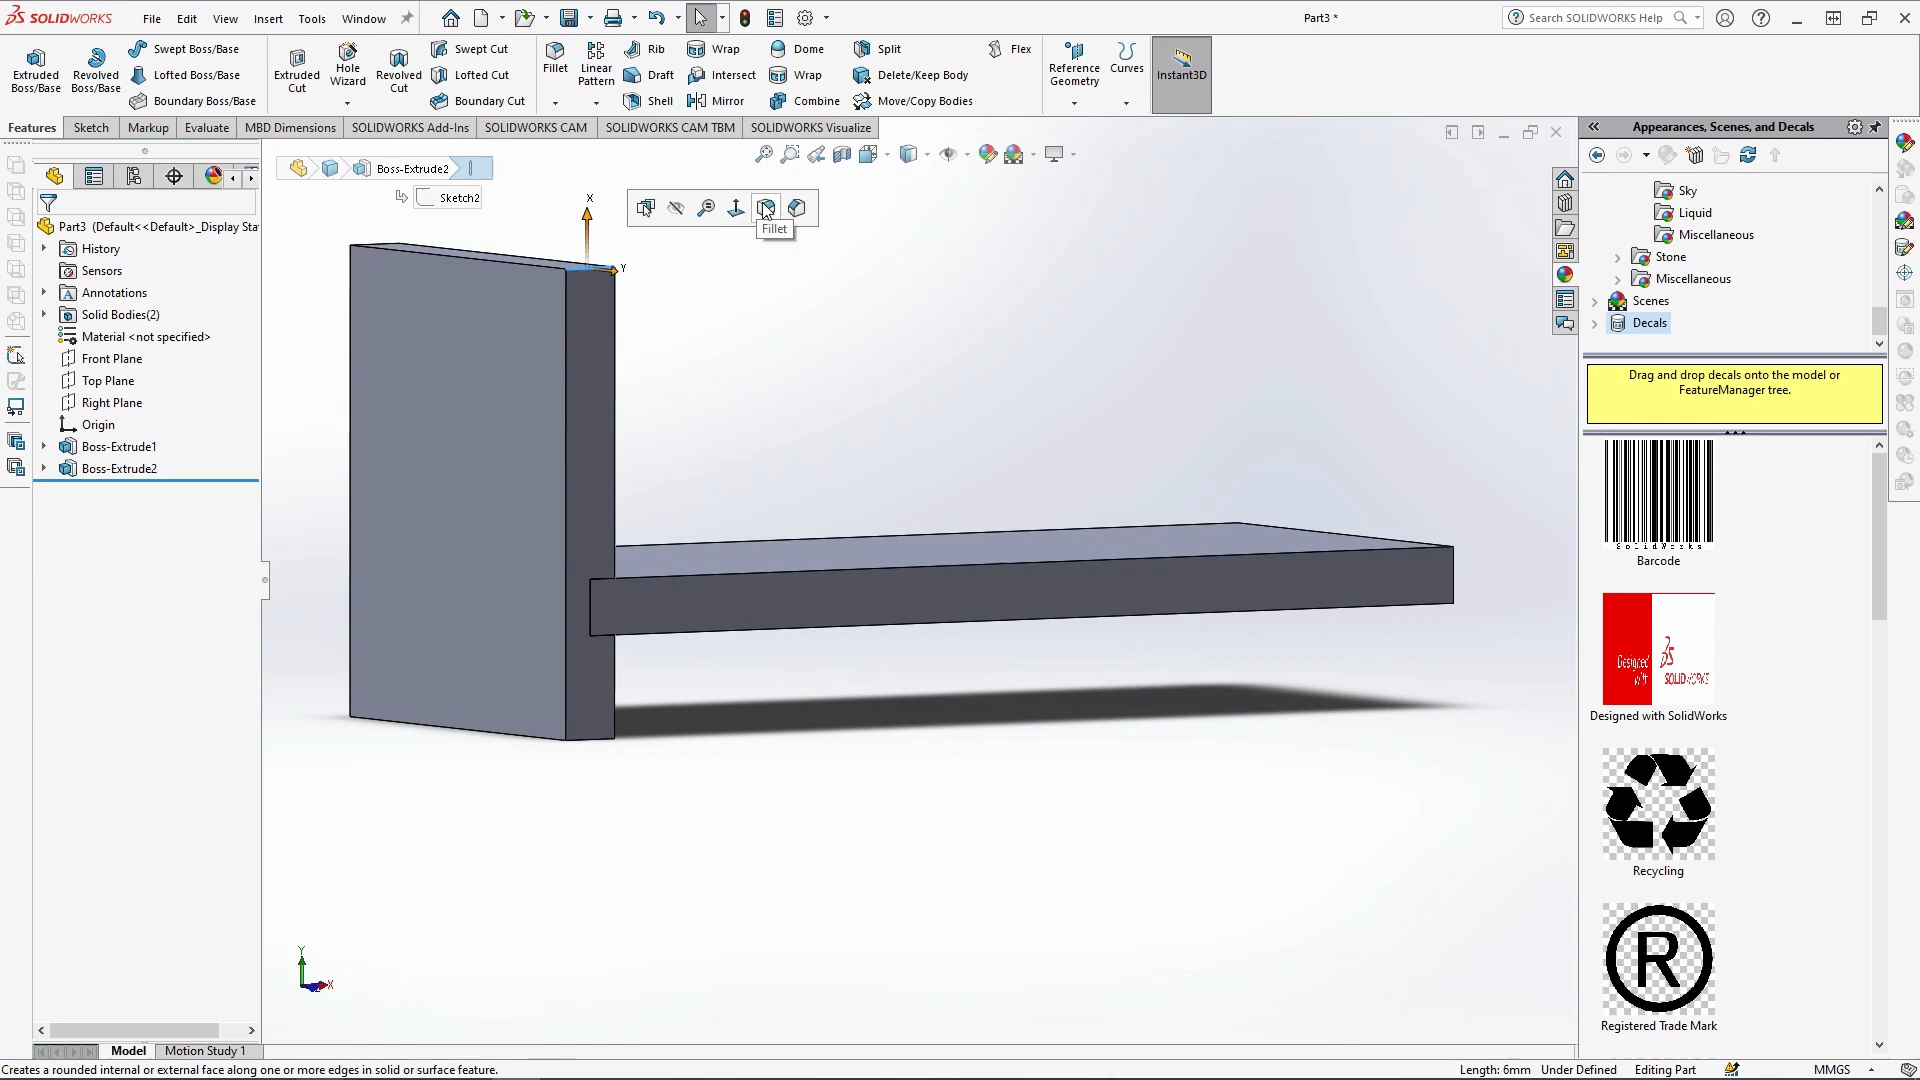 SOLIDWORKS
File Edit View Insert Tools Window
Part3 *
Search SOLIDWORKS Help
Extruded Boss/Base
Revolved Boss/Base
Swept Boss/Base
Lofted Boss/Base
Boundary Boss/Base
Extruded Cut
Hole Wizard
Revolved Cut
Swept Cut
Lofted Cut
Boundary Cut
Fillet
Linear Pattern
Rib
Draft
Shell
Wrap
Intersect
Mirror
Dome
Wrap
Combine
Split
Delete/Keep Body
Move/Copy Bodies
Flex
Reference Geometry
Curves
Instant3D
Features Sketch Markup Evaluate MBD Dimensions SOLIDWORKS Add-Ins SOLIDWORKS CAM SOLIDWORKS CAM TBM SOLIDWORKS Visualize
Boss-Extrude2
Sketch2
Fillet
X
Y
Part3 (Default<<Default>_Display Sta
History
Sensors
Annotations
Solid Bodies(2)
Material <not specified>
Front Plane
Top Plane
Right Plane
Origin
Boss-Extrude1
Boss-Extrude2
Y
X
Appearances, Scenes, and Decals
Sky
Liquid
Miscellaneous
Stone
Miscellaneous
Scenes
Decals
Drag and drop decals onto the model or
FeatureManager tree.
SolidWorks
Barcode
Designed
with
SOLIDWORKS
Designed with SolidWorks
Recycling
R
Registered Trade Mark
Model Motion Study 1
Creates a rounded internal or external face along one or more edges in solid or surface feature.
Length: 6mm Under Defined Editing Part MMGS